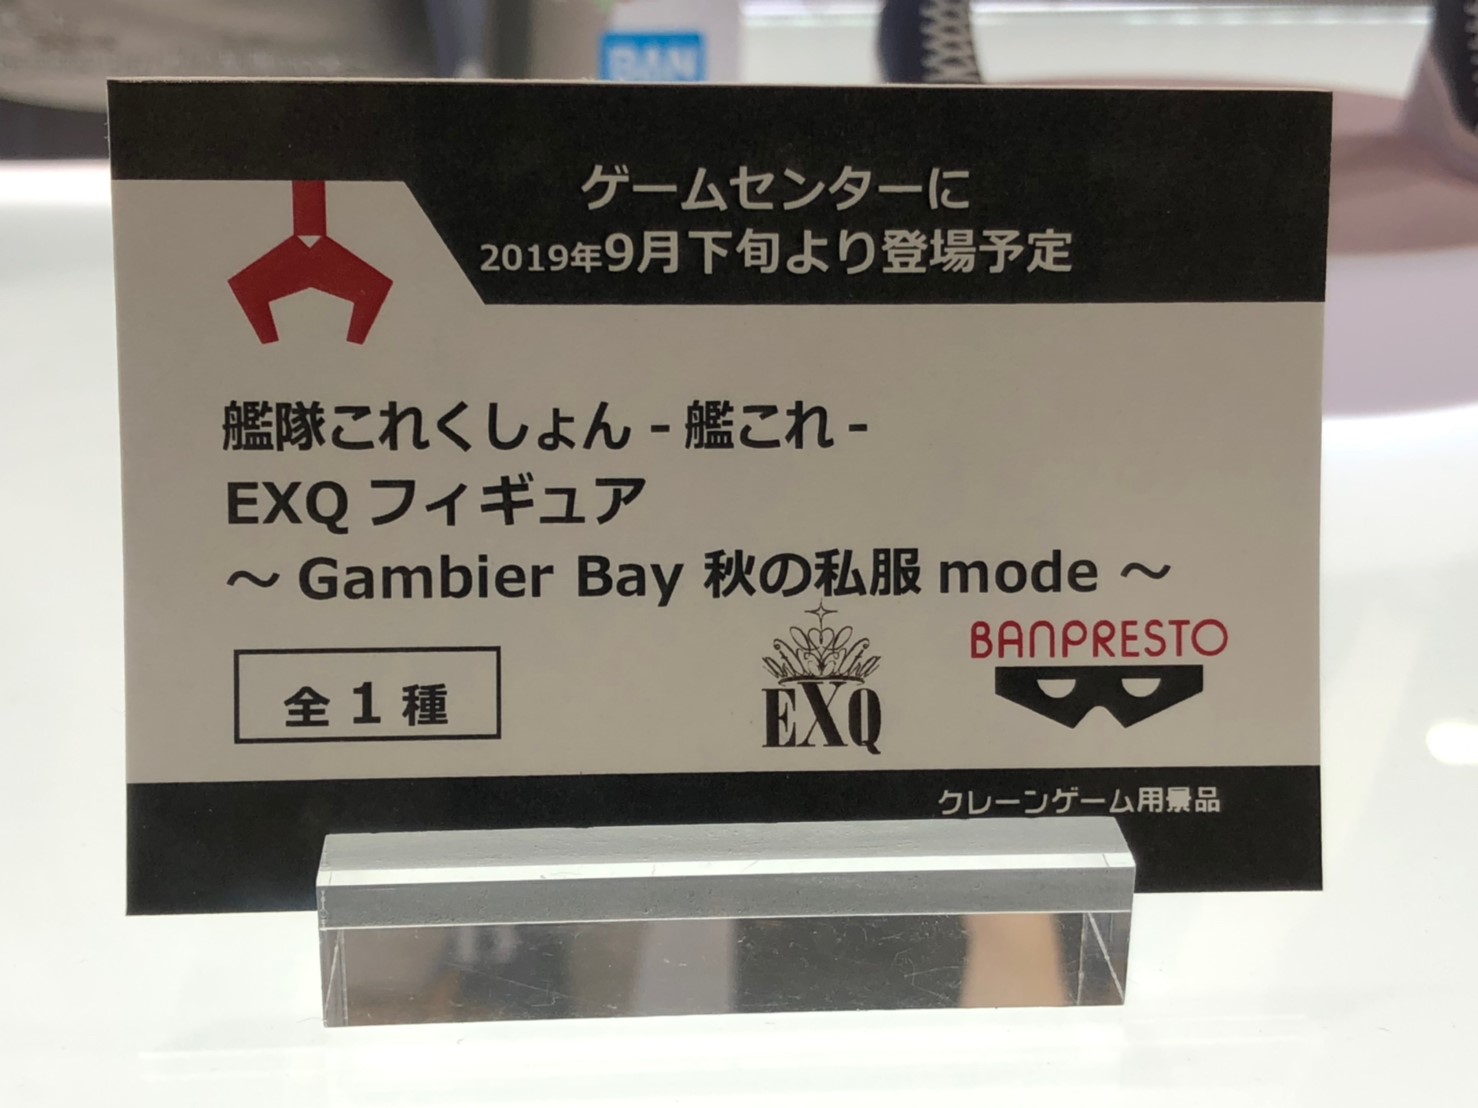 BAN
ゲームセンターに
2019年9月下旬より登場予定
艦隊これくしょん - 艦これ -
EXQ フィギュア
～ Gambier Bay 秋の私服 mode ～
全 1 種
EXQ
BANPRESTO
クレーンゲーム用景品